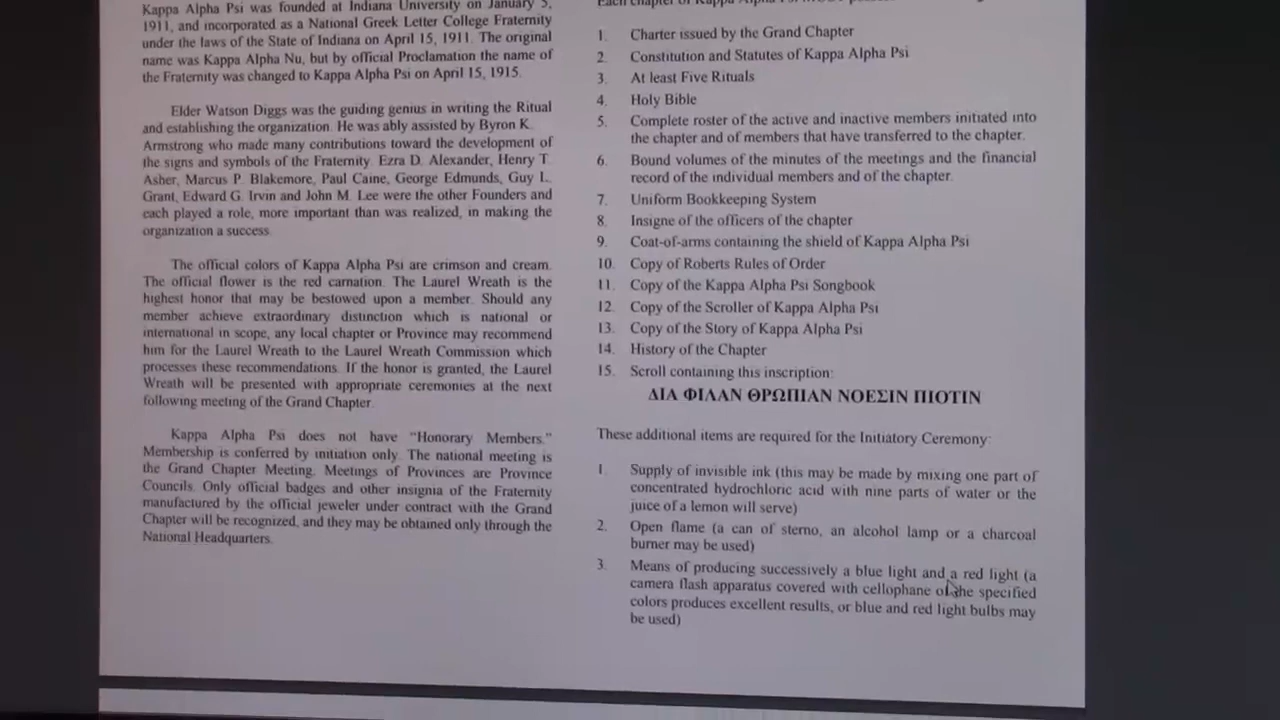 Kappa Alpha Psi was founded at Indiana University on January 5,
1911, and incorporated as a National Greek Letter College Fraternity
under the laws of the State of Indiana on April 15, 1911. The original
name was Kappa Alpha Nu, but by official Proclamation the name of
the Fraternity was changed to Kappa Alpha Psi on April 15, 1915.
Elder Watson Diggs was the guiding genius in writing the Ritual
and establishing the organization. He was ably assisted by Byron K.
Armstrong who made many contributions toward the development of
the signs and symbols of the Fraternity. Ezra D. Alexander, Henry T.
Asher, Marcus P. Blakemore, Paul Caine, George Edmunds, Guy L.
Grant, Edward G. Irvin and John M. Lee were the other Founders and
each played a role, more important than was realized, in making the
organization a success.
The official colors of Kappa Alpha Psi are crimson and cream.
The official flower is the red carnation. The Laurel Wreath is the
highest honor that may be bestowed upon a member. Should any
member achieve extraordinary distinction which is national or
international in scope, any local chapter or Province may recommend
him for the Laurel Wreath to the Laurel Wreath Commission which
processes these recommendations. If the honor is granted, the Laurel
Wreath will be presented with appropriate ceremonies at the next
following meeting of the Grand Chapter.
Kappa Alpha Psi does not have “Honorary Members.”
Membership is conferred by initiation only. The national meeting is
the Grand Chapter Meeting. Meetings of Provinces are Province
Councils. Only official badges and other insignia of the Fraternity
manufactured by the official jeweler under contract with the Grand
Chapter will be recognized, and they may be obtained only through the
National Headquarters.
Each chapter of Kappa Alpha Psi
1. Charter issued by the Grand Chapter
2. Constitution and Statutes of Kappa Alpha Psi
3. At least Five Rituals
4. Holy Bible
5. Complete roster of the active and inactive members initiated into
the chapter and of members that have transferred to the chapter.
6. Bound volumes of the minutes of the meetings and the financial
record of the individual members and of the chapter.
7. Uniform Bookkeeping System
8. Insigne of the officers of the chapter
9. Coat-of-arms containing the shield of Kappa Alpha Psi
10. Copy of Roberts Rules of Order
11. Copy of the Kappa Alpha Psi Songbook
12. Copy of the Scroller of Kappa Alpha Psi
13. Copy of the Story of Kappa Alpha Psi
14. History of the Chapter
15. Scroll containing this inscription:
ΔΙΑ ΦΙΛΑΝ ΘΡΩΠΙΑΝ ΝΟΕΣΙΝ ΠΙΟΤΙΝ
These additional items are required for the Initiatory Ceremony:
1. Supply of invisible ink (this may be made by mixing one part of
concentrated hydrochloric acid with nine parts of water or the
juice of a lemon will serve)
2. Open flame (a can of sterno, an alcohol lamp or a charcoal
burner may be used)
3. Means of producing successively a blue light and a red light (a
camera flash apparatus covered with cellophane of the specified
colors produces excellent results, or blue and red light bulbs may
be used)